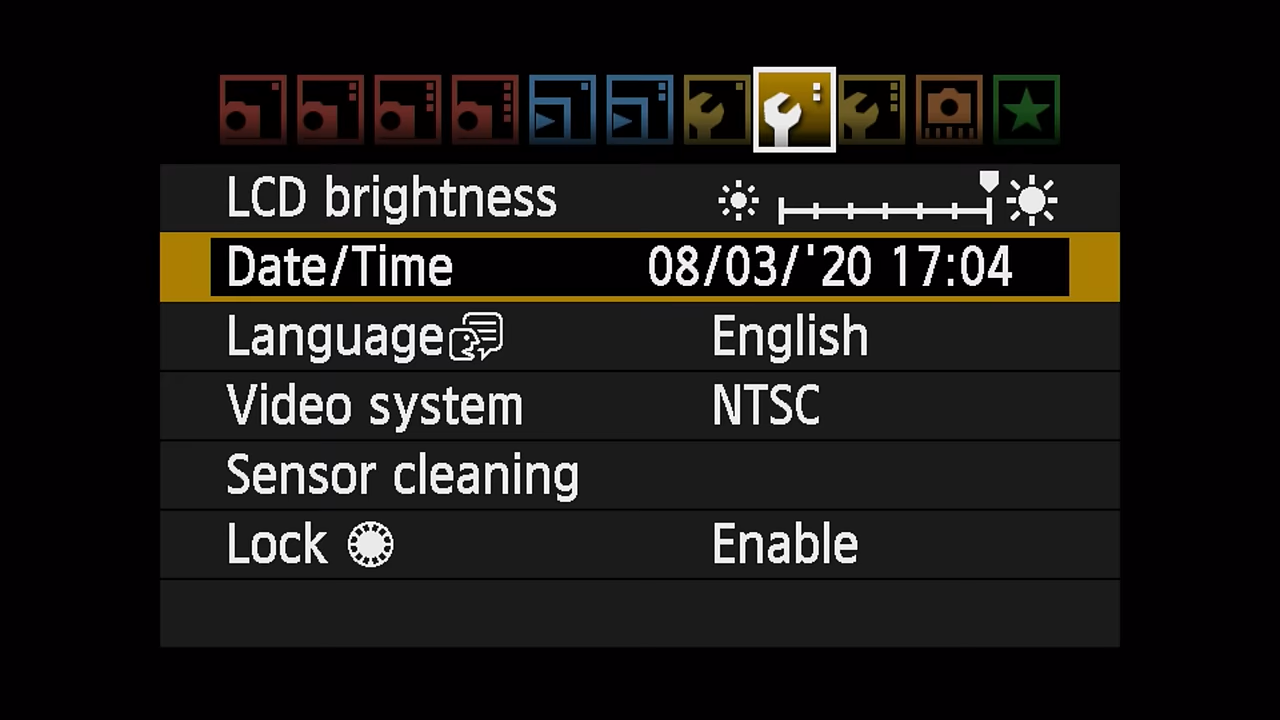 LCD brightness
Date/Time 08/03/'20 17:04
Language English
Video system NTSC
Sensor cleaning
Lock Enable